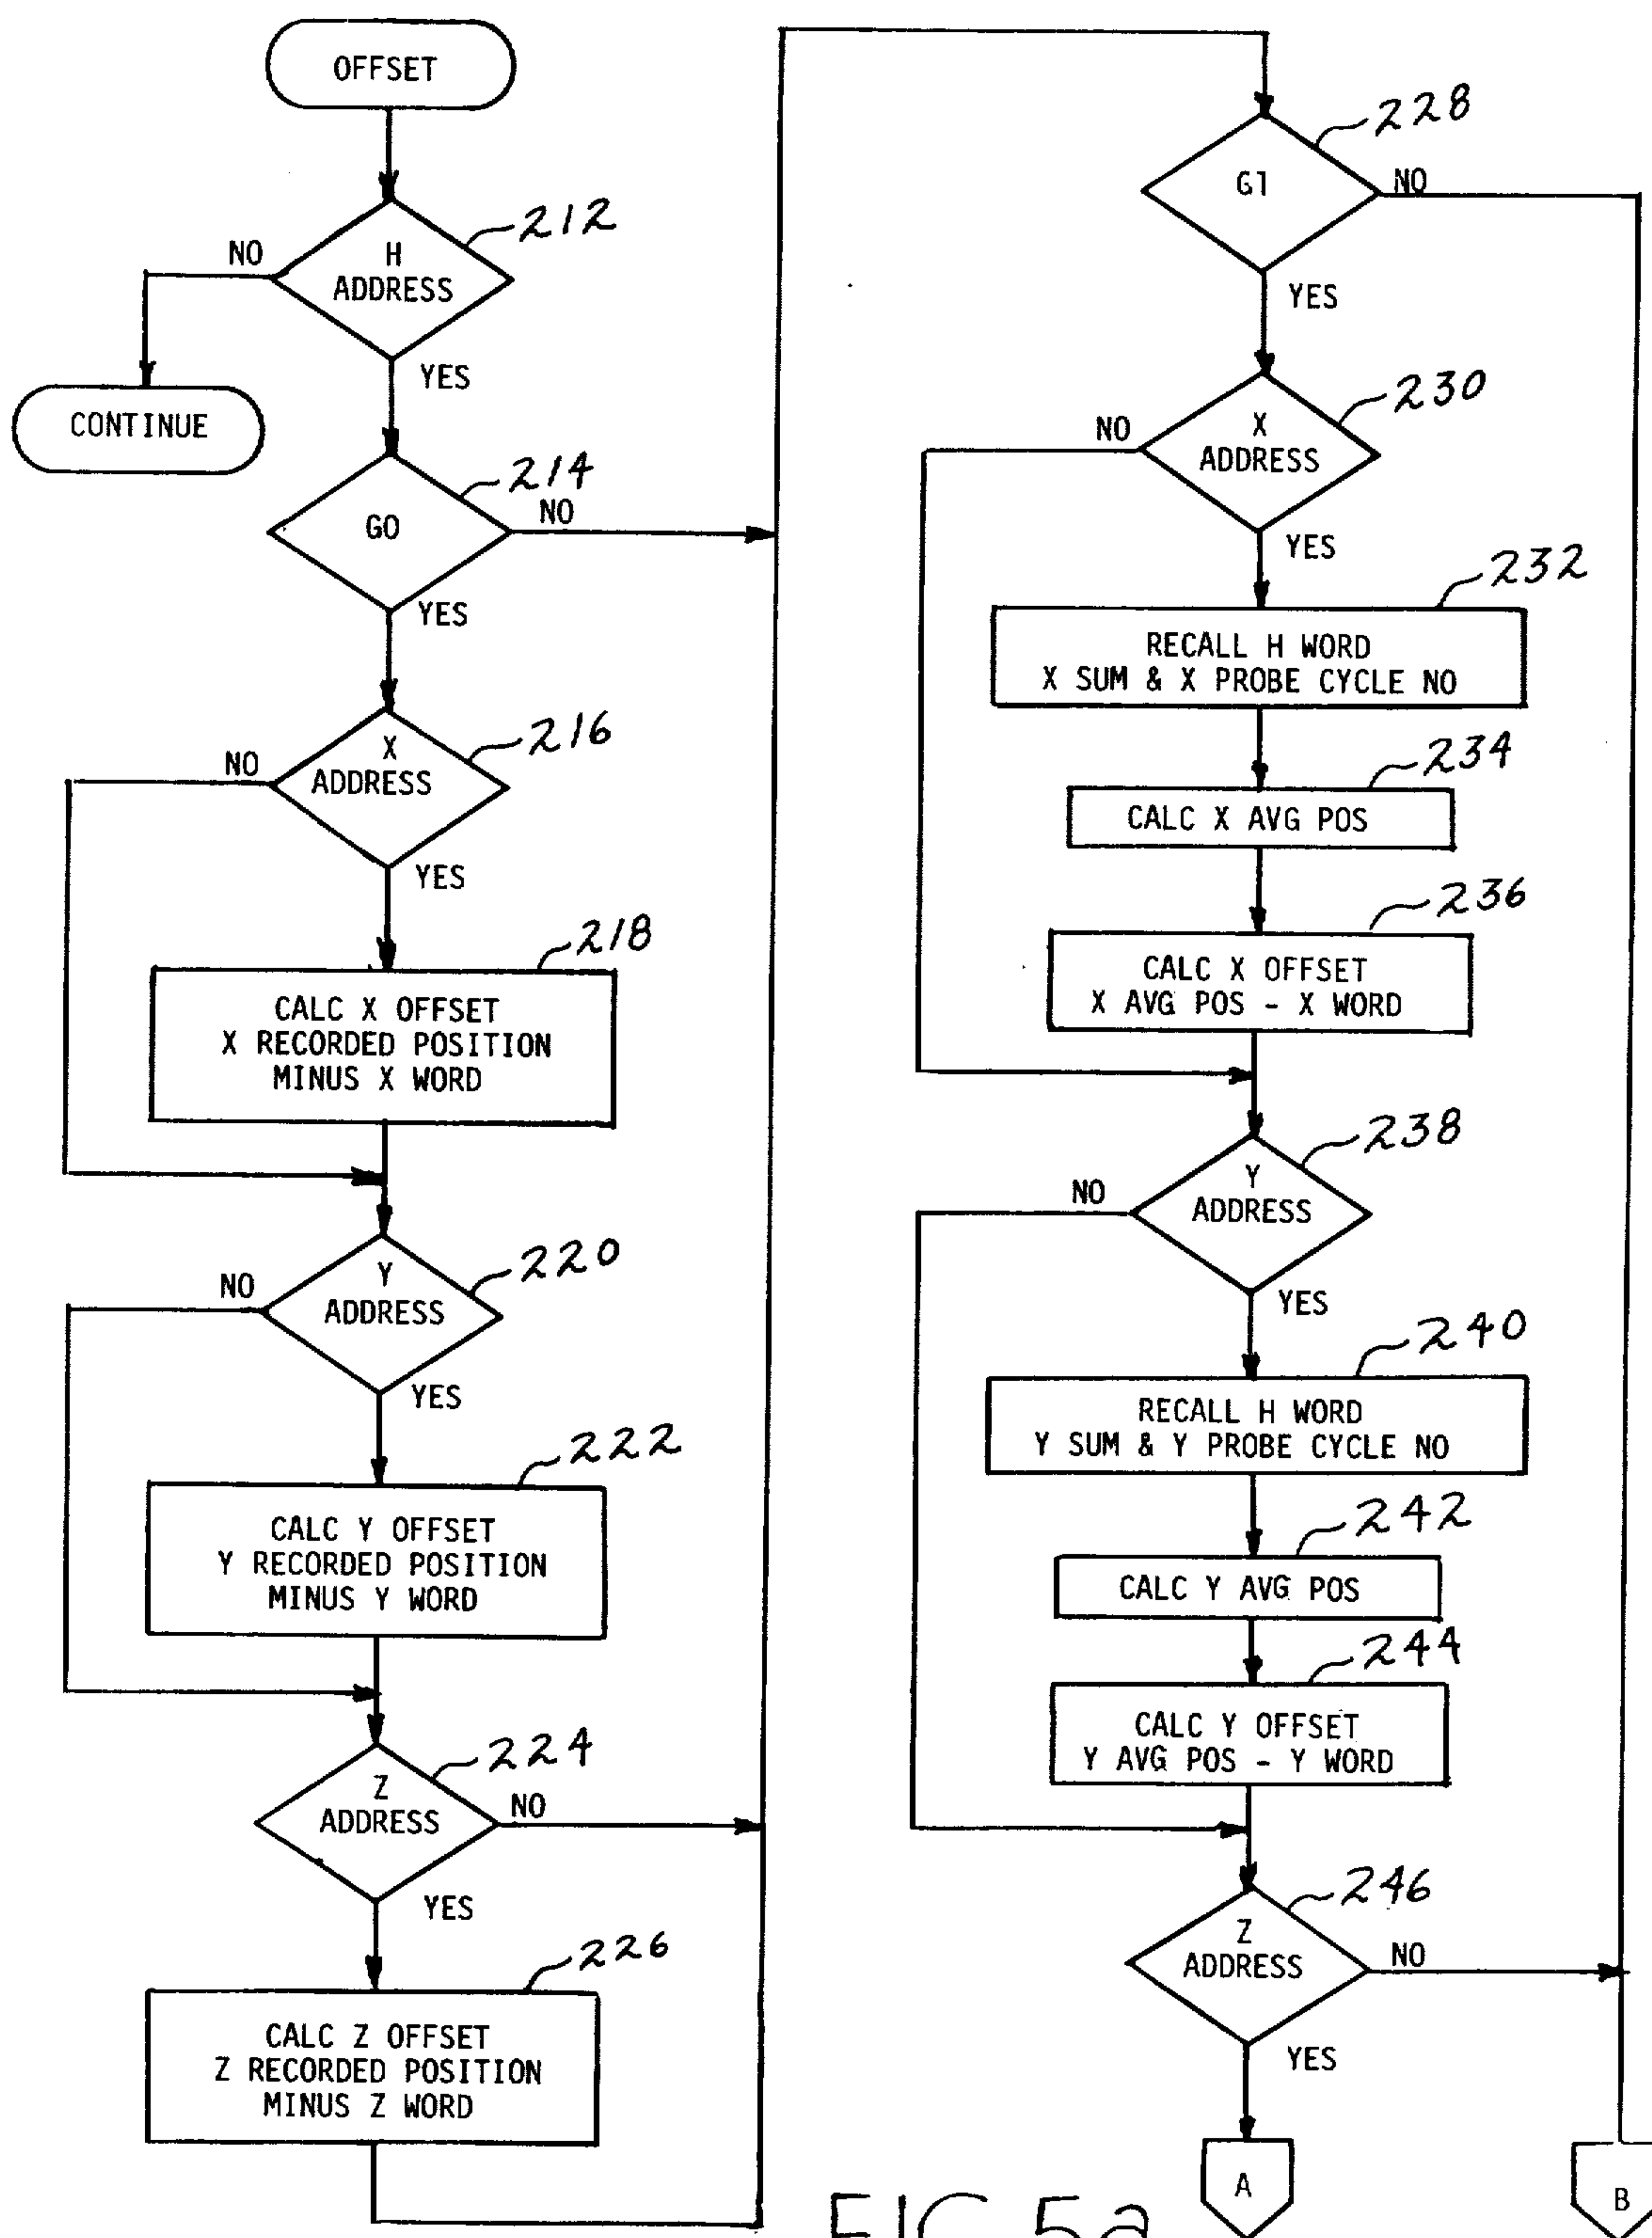 OFFSET
212
NO
H
ADDRESS
YES
CONTINUE
214
G0
NO
YES
216
NO
X
ADDRESS
YES
218
CALC X OFFSET
X RECORDED POSITION
MINUS X WORD
220
NO
Y
ADDRESS
YES
222
CALC Y OFFSET
Y RECORDED POSITION
MINUS Y WORD
224
Z
ADDRESS
NO
YES
226
CALC Z OFFSET
Z RECORDED POSITION
MINUS Z WORD
228
G1
NO
YES
230
NO
X
ADDRESS
YES
232
RECALL H WORD
X SUM & X PROBE CYCLE NO
234
CALC X AVG POS
236
CALC X OFFSET
X AVG POS - X WORD
238
NO
Y
ADDRESS
YES
240
RECALL H WORD
Y SUM & Y PROBE CYCLE NO
242
CALC Y AVG POS
244
CALC Y OFFSET
Y AVG POS - Y WORD
246
Z
ADDRESS
NO
YES
A
B
FIG 5a